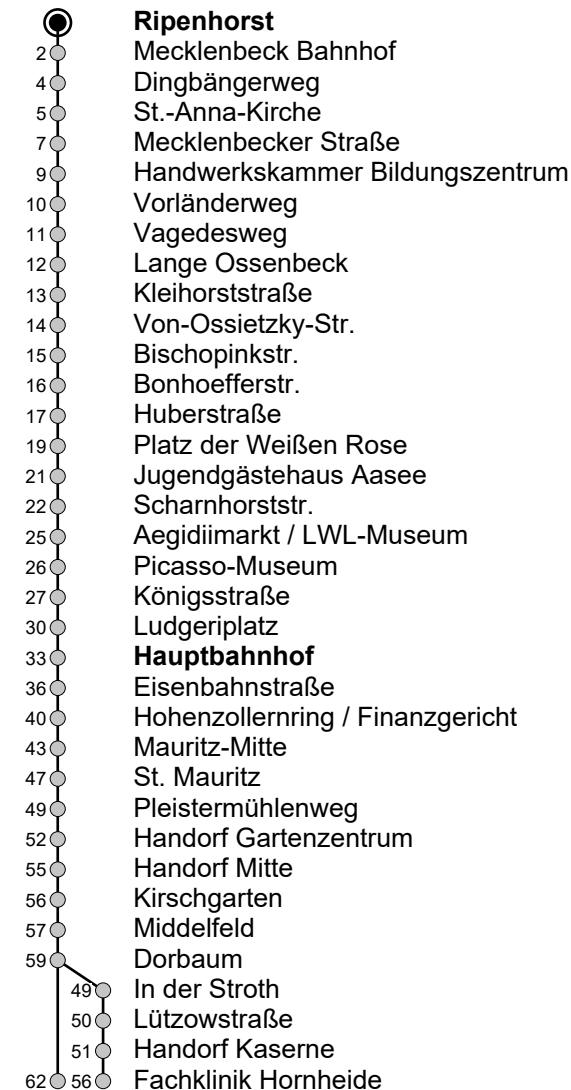 Ripenhorst
2 Mecklenbeck Bahnhof
4 Dingbängerweg
5 St.-Anna-Kirche
7 Mecklenbecker Straße
9 Handwerkskammer Bildungszentrum
10 Vorländerweg
11 Vagedesweg
12 Lange Ossenbeck
13 Kleihorststraße
14 Von-Ossietzky-Str.
15 Bischopinkstr.
16 Bonhoefferstr.
17 Huberstraße
19 Platz der Weißen Rose
21 Jugendgästehaus Aasee
22 Scharnhorststr.
25 Aegidiimarkt / LWL-Museum
26 Picasso-Museum
27 Königsstraße
30 Ludgeriplatz
33 Hauptbahnhof
36 Eisenbahnstraße
40 Hohenzollernring / Finanzgericht
43 Mauritz-Mitte
47 St. Mauritz
49 Pleistermühlenweg
52 Handorf Gartenzentrum
55 Handorf Mitte
56 Kirschgarten
57 Middelfeld
59 Dorbaum
49 In der Stroth
50 Lützowstraße
51 Handorf Kaserne
62 56 Fachklinik Hornheide